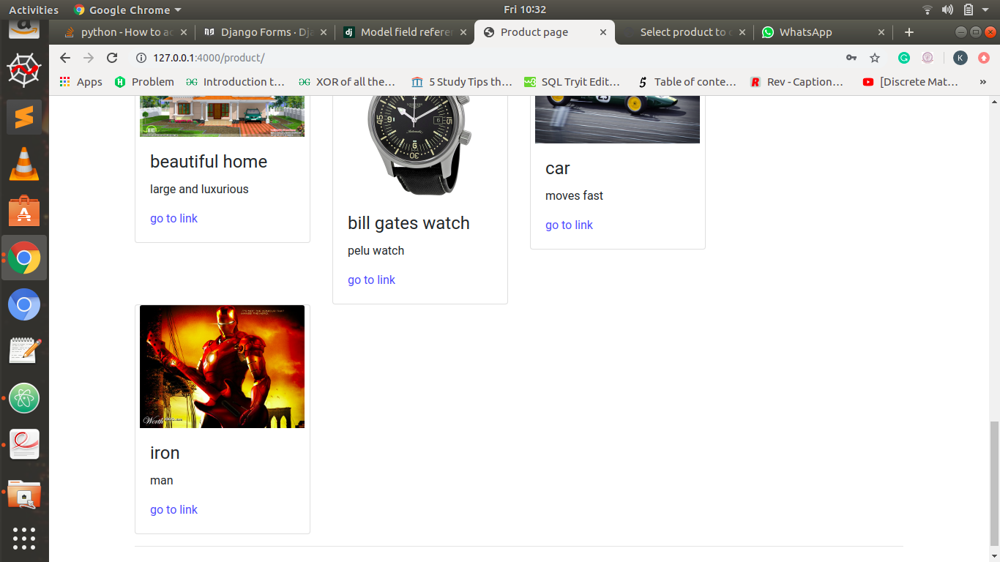 Activities
Google Chrome
Fri 10:32
python - How to ac
Django Forms · Dja
Model field referen
Product page
Select product to c
WhatsApp
127.0.0.1:4000/product/
K
Apps
Problem
Introduction t...
XOR of all the...
5 Study Tips th...
SQL Tryit Edit...
Table of conte...
Rev - Caption...
[Discrete Mat...
»
beautiful home
large and luxurious
go to link
LONGINES
Automatic
6
bill gates watch
pelu watch
go to link
car
moves fast
go to link
Worth
iron
man
go to link